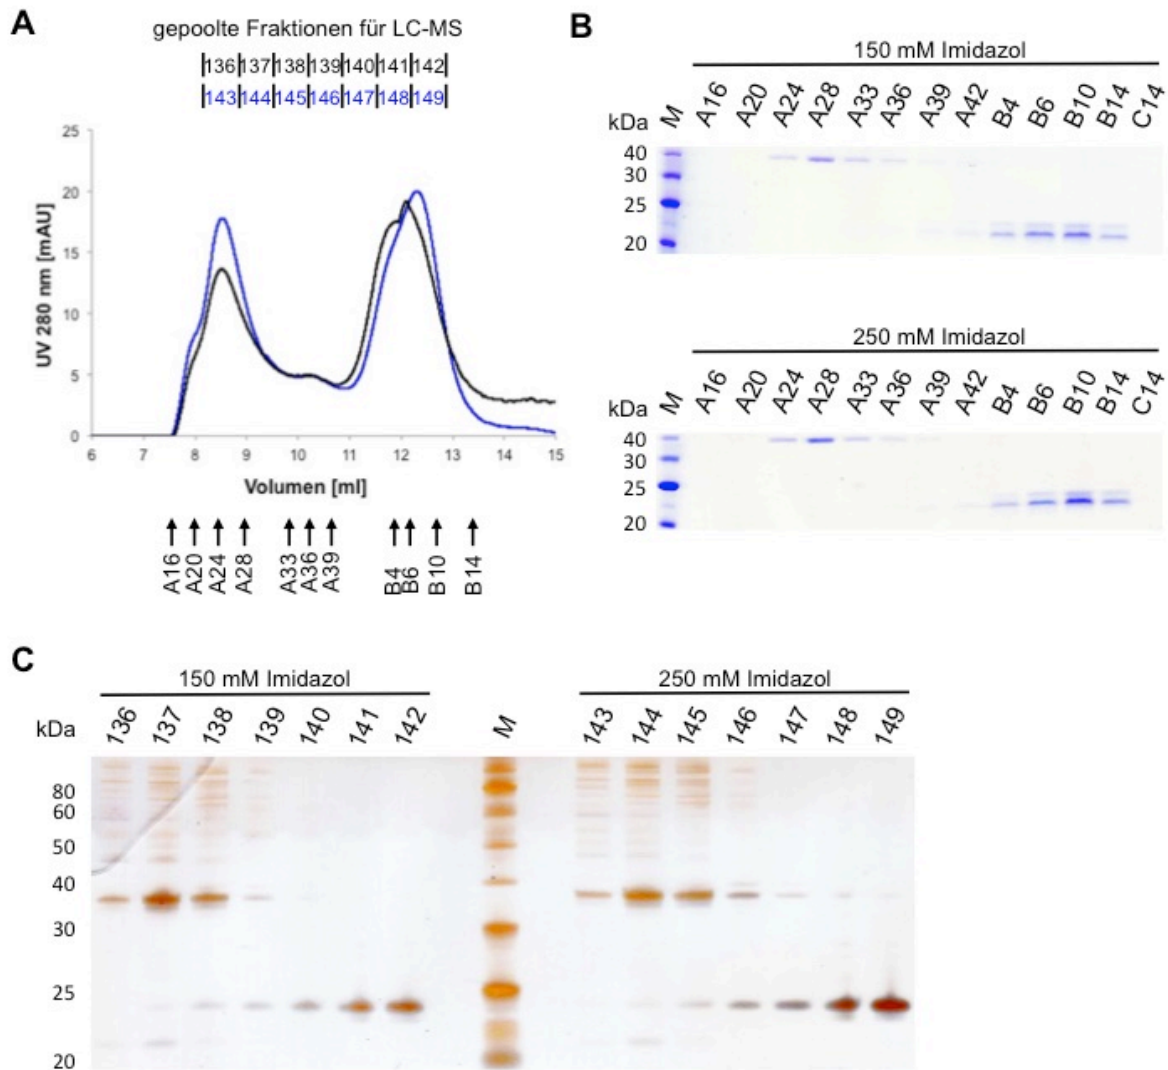 A
gepoolte Fraktionen für LC-MS
136 137 138 139 140 141 142
143 144 145 146 147 148 149
25
20
15
10
5
0
UV 280 nm [mAU]
6 7 8 9 10 11 12 13 14 15
Volumen [ml]
A16 A20 A24 A28 A33 A36 A39 B4 B6 B10 B14
B
150 mM Imidazol
kDa M A16 A20 A24 A28 A33 A36 A39 A42 B4 B6 B10 B14 C14
40
30
25
20
250 mM Imidazol
kDa M A16 A20 A24 A28 A33 A36 A39 A42 B4 B6 B10 B14 C14
40
30
25
20
C
150 mM Imidazol 250 mM Imidazol
kDa 136 137 138 139 140 141 142 M 143 144 145 146 147 148 149
80
60
50
40
30
25
20